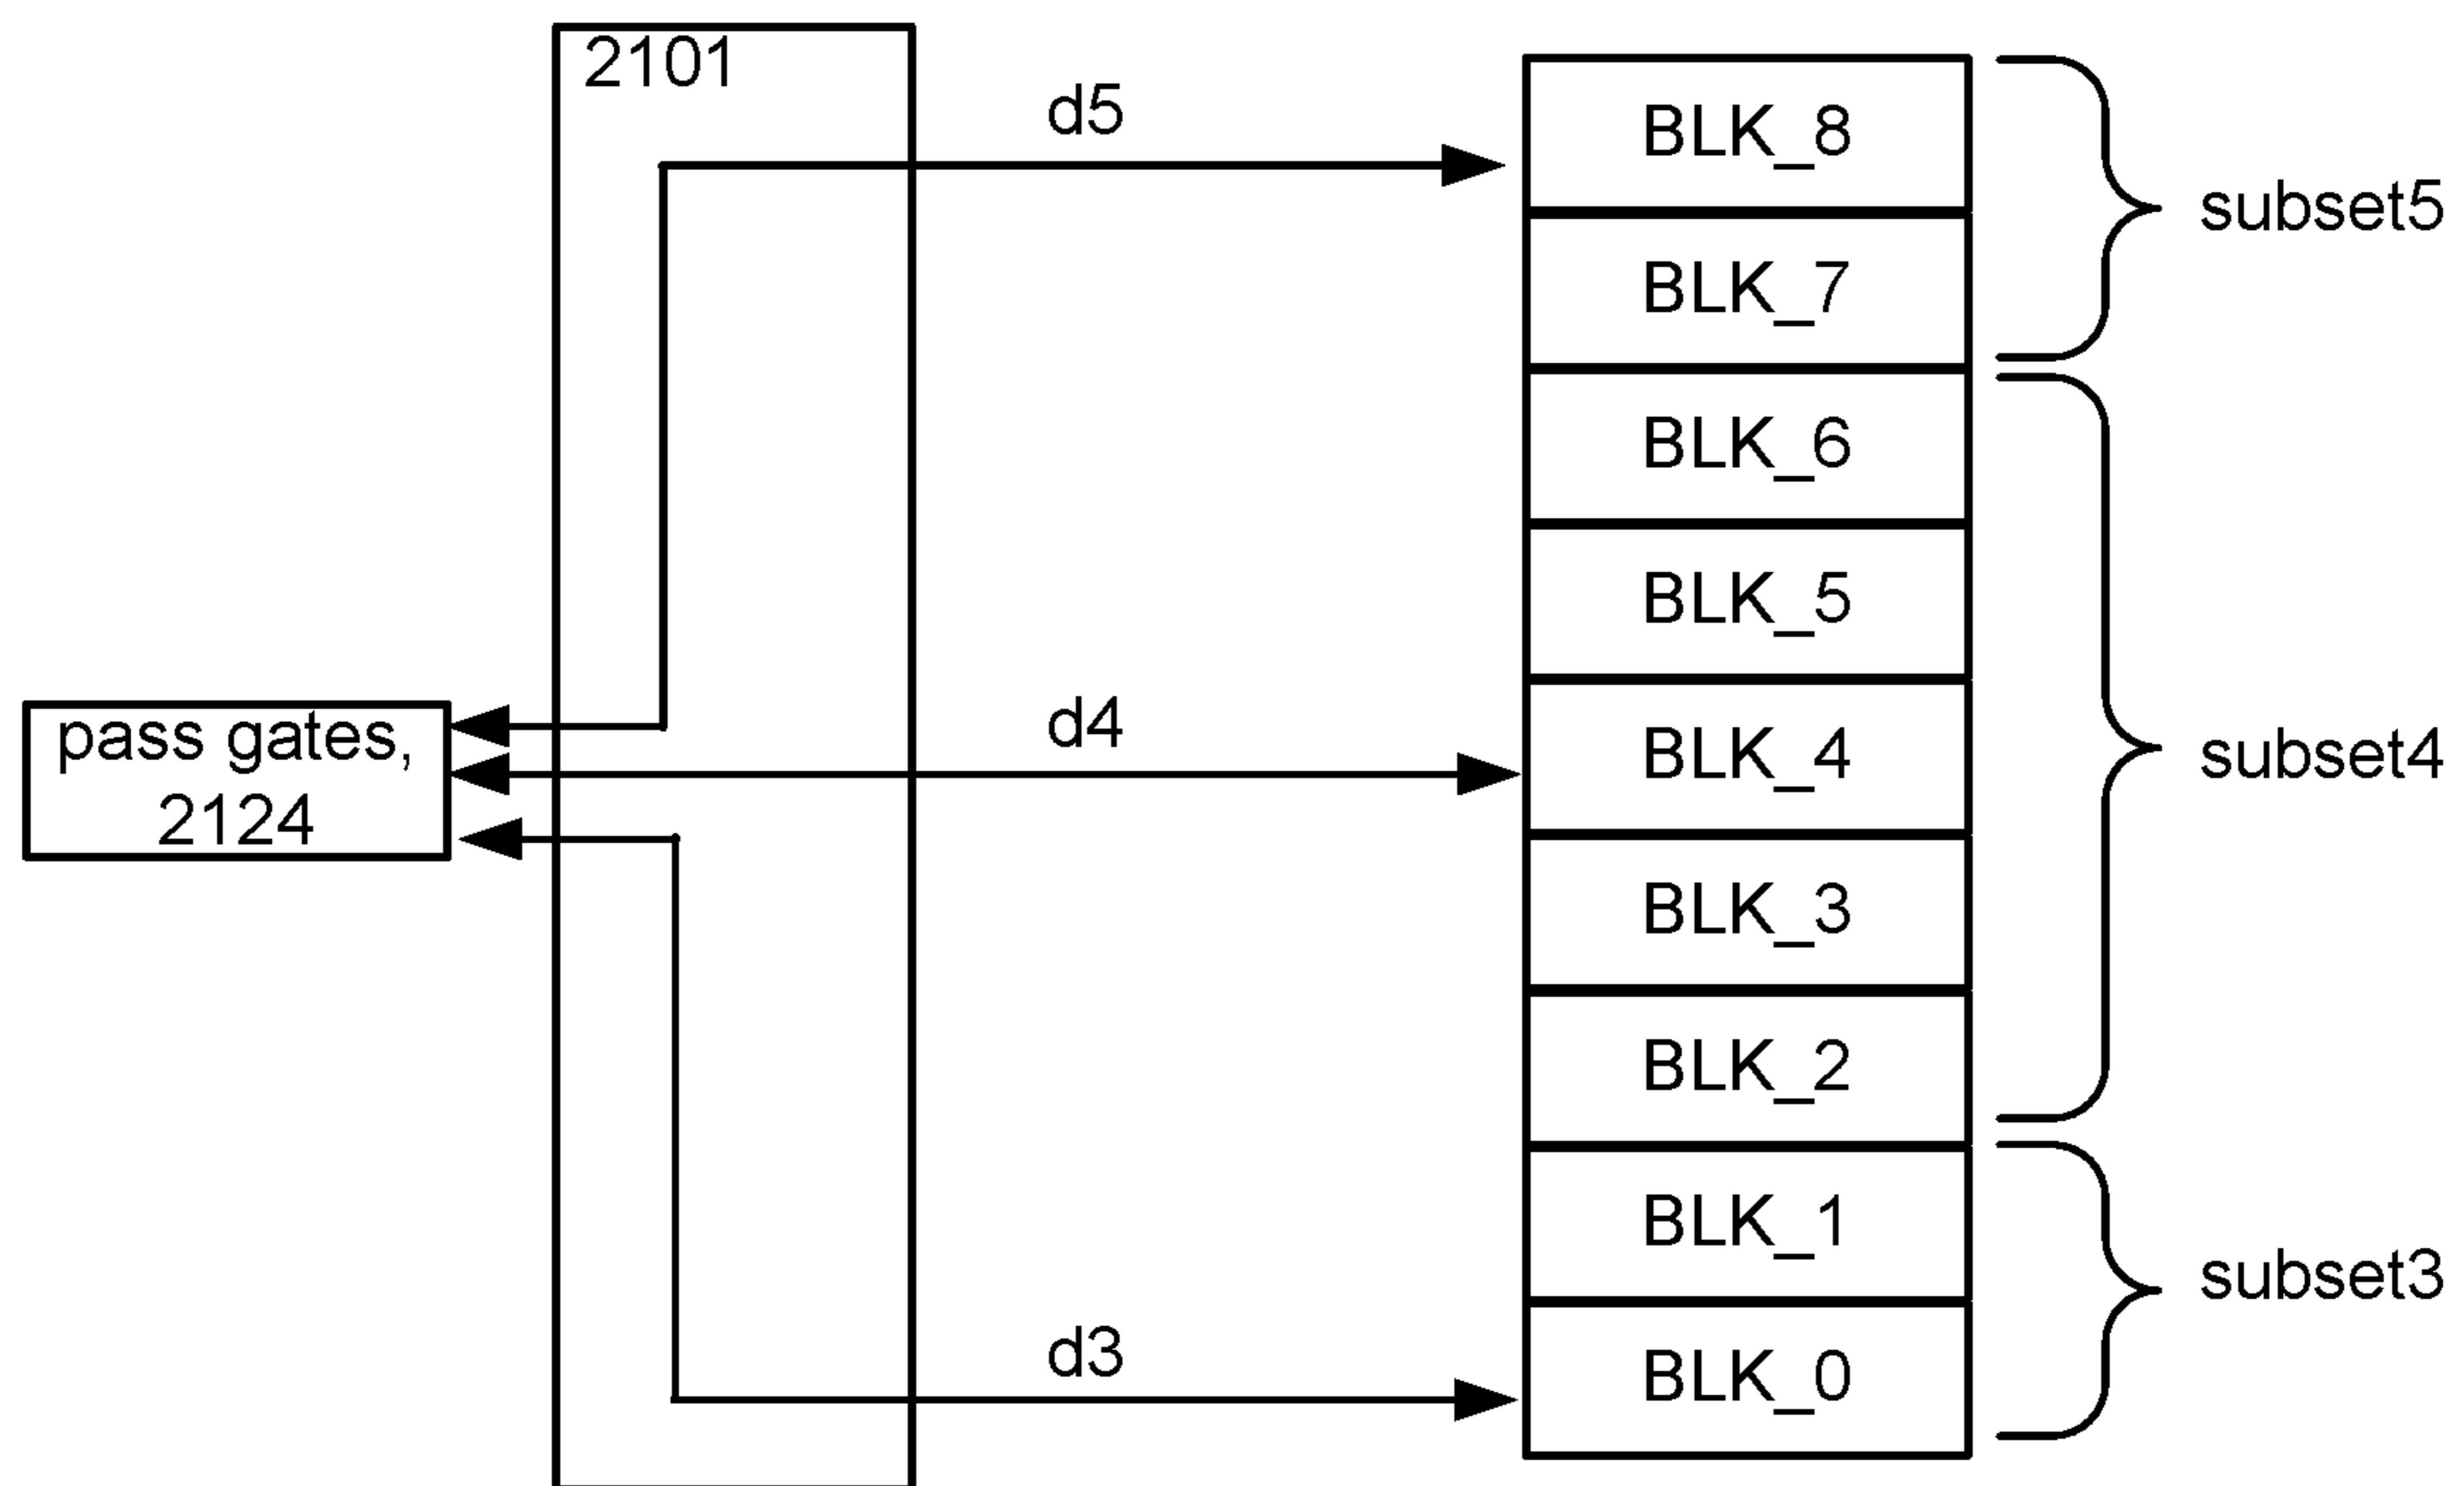 2101
d5
BLK_8
subset5
BLK_7
BLK_6
BLK_5
d4
pass gates,
2124
BLK_4
subset4
BLK_3
BLK_2
BLK_1
subset3
d3
BLK_0